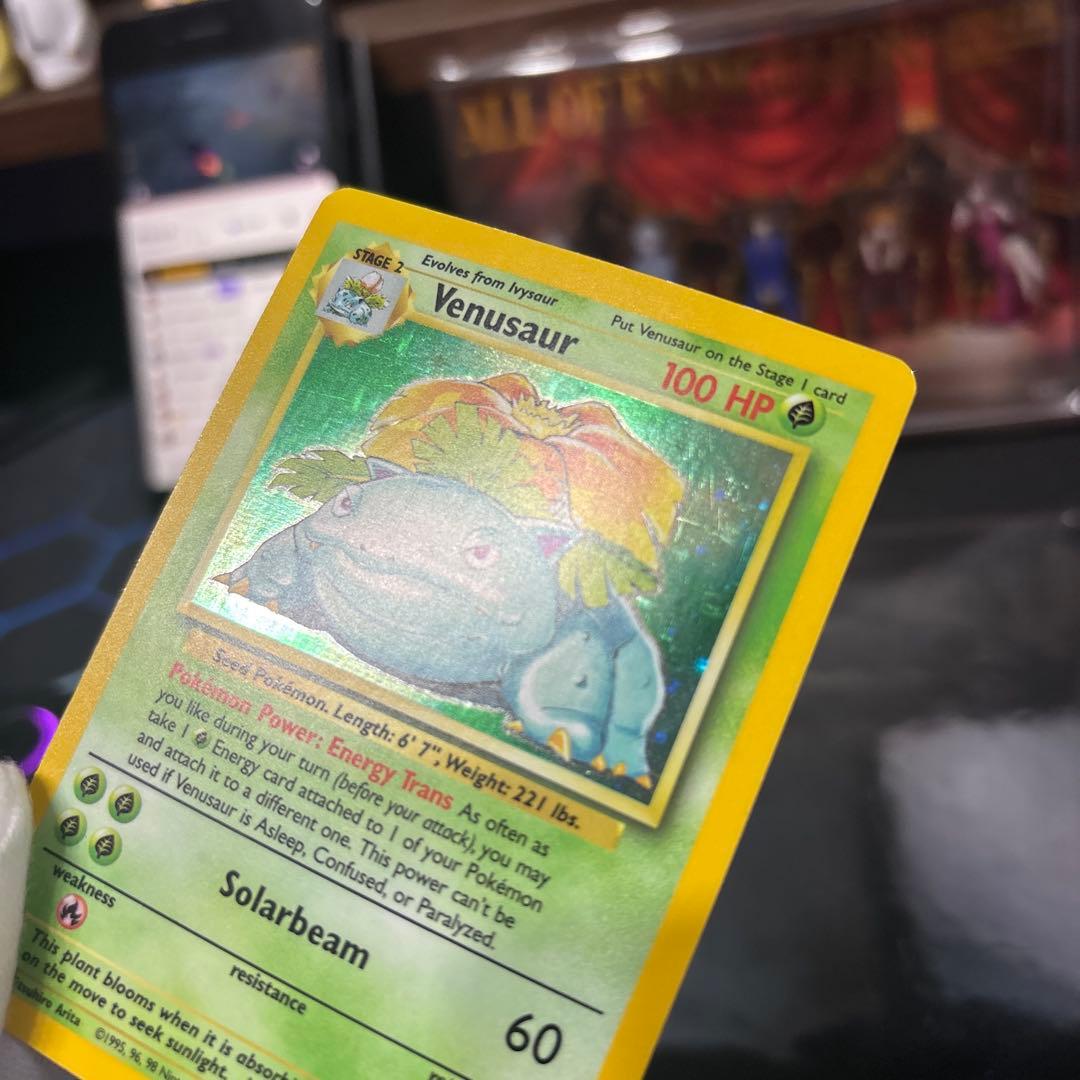 STAGE 2
Evolves from Ivysaur
Put Venusaur on the Stage 1 card
Venusaur
100 HP
Seed Pokémon. Length: 6' 7", Weight: 221 lbs.
Pokémon Power: Energy Trans As often as
you like during your turn (before your attack), you may
take 1 Energy card attached to 1 of your Pokémon
and attach it to a different one. This power can't be
used if Venusaur is Asleep, Confused, or Paralyzed.
Solarbeam
60
weakness
resistance
This plant blooms when it is absorbi
on the move to seek sunlight.
Arita
©1995, 96, 98 Nin
ALL OF